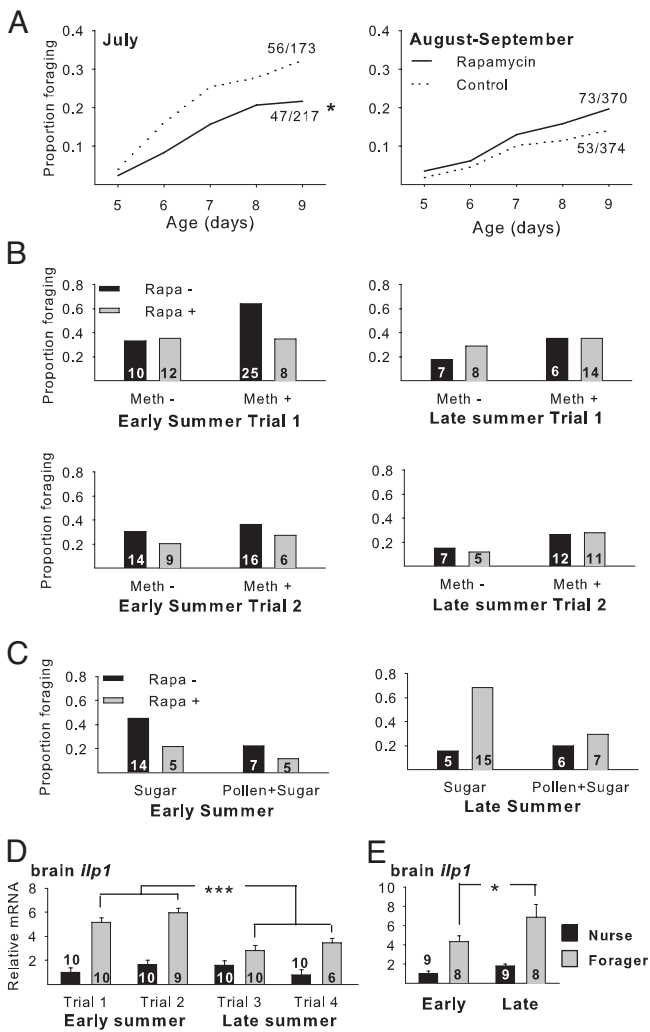 A
July
August-September
Proportion foraging
0.4
0.3
0.2
0.1
56/173
47/217
*
5 6 7 8 9
Age (days)
0.4
0.3
0.2
0.1
Rapamycin
Control
73/370
53/374
5 6 7 8 9
Age (days)
B
Proportion foraging
0.8
0.6
0.4
0.2
Rapa -
Rapa +
10 12 25 8
Meth - Meth +
Early Summer Trial 1
0.8
0.6
0.4
0.2
7 8 6 14
Meth - Meth +
Late summer Trial 1
0.8
0.6
0.4
0.2
14 9 16 6
Meth - Meth +
Early Summer Trial 2
0.8
0.6
0.4
0.2
7 5 12 11
Meth - Meth +
Late summer Trial 2
C
Proportion foraging
0.8
0.6
0.4
0.2
Rapa -
Rapa +
14 5 7 5
Sugar Pollen+Sugar
Early Summer
0.8
0.6
0.4
0.2
5 15 6 7
Sugar Pollen+Sugar
Late Summer
D
brain ilp1
Relative mRNA
8
6
4
2
***
10 10 10 9 10 10 10 6
Trial 1 Trial 2 Trial 3 Trial 4
Early summer Late summer
E
brain ilp1
10
8
6
4
2
*
9 8 9 8
Early Late
Nurse
Forager